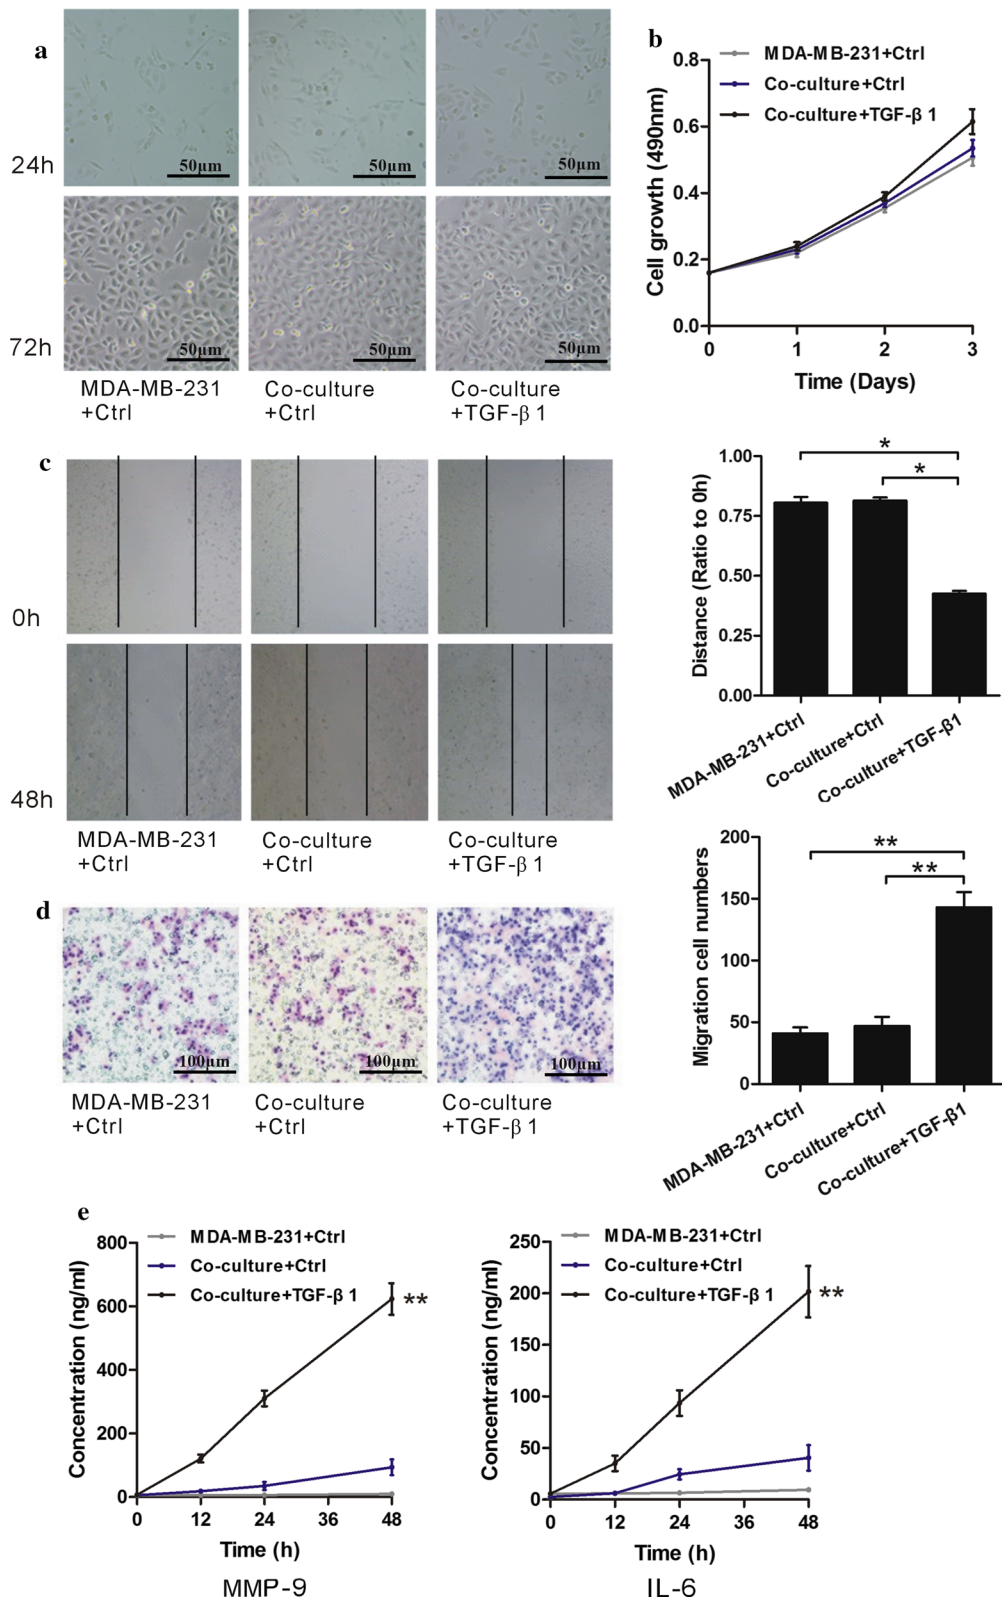 a
24h
50μm
50μm
50μm
72h
50μm
50μm
50μm
MDA-MB-231
+Ctrl
Co-culture
+Ctrl
Co-culture
+TGF-β 1
b
MDA-MB-231+Ctrl
Co-culture+Ctrl
Co-culture+TGF-β 1
Cell growth (490nm)
0.8
0.6
0.4
0.2
0.0
0 1 2 3
Time (Days)
c
0h
48h
MDA-MB-231
+Ctrl
Co-culture
+Ctrl
Co-culture
+TGF-β 1
Distance (Ratio to 0h)
1.00
0.75
0.50
0.25
0.00
*
*
MDA-MB-231+Ctrl
Co-culture+Ctrl
Co-culture+TGF-β1
d
100μm
100μm
100μm
MDA-MB-231
+Ctrl
Co-culture
+Ctrl
Co-culture
+TGF-β 1
Migration cell numbers
200
150
100
50
0
**
**
MDA-MB-231+Ctrl
Co-culture+Ctrl
Co-culture+TGF-β1
e
MDA-MB-231+Ctrl
Co-culture+Ctrl
Co-culture+TGF-β 1
Concentration (ng/ml)
800
600
400
200
0
**
0 12 24 36 48
Time (h)
MMP-9
MDA-MB-231+Ctrl
Co-culture+Ctrl
Co-culture+TGF-β 1
Concentration (ng/ml)
250
200
150
100
50
0
**
0 12 24 36 48
Time (h)
IL-6